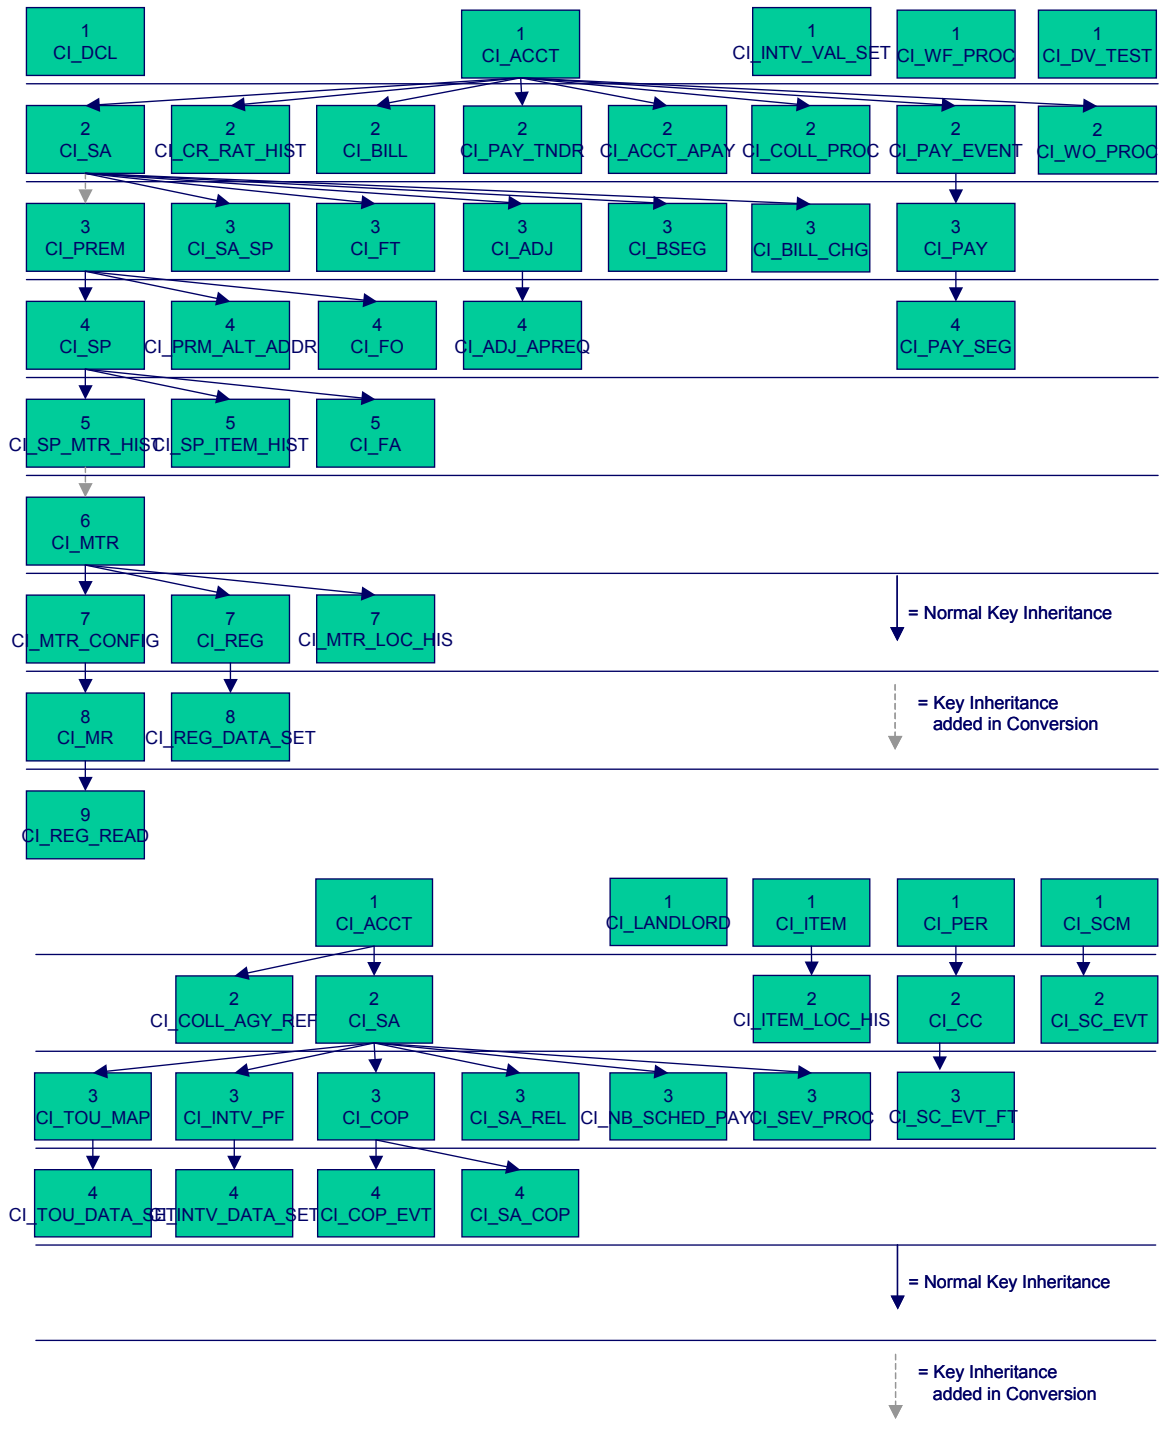 1
CI_DCL
1
CI_ACCT
1
CI_INTV_VAL_SET
1
CI_WF_PROC
1
CI_DV_TEST
2
CI_SA
2
CI_CR_RAT_HIST
2
CI_BILL
2
CI_PAY_TNDR
2
CI_ACCT_APAY
2
CI_COLL_PROC
2
CI_PAY_EVENT
2
CI_WO_PROC
3
CI_PREM
3
CI_SA_SP
3
CI_FT
3
CI_ADJ
3
CI_BSEG
3
CI_BILL_CHG
3
CI_PAY
4
CI_SP
4
CI_PRM_ALT_ADDR
4
CI_FO
4
CI_ADJ_APREQ
4
CI_PAY_SEG
5
CI_SP_MTR_HIST
5
CI_SP_ITEM_HIST
5
CI_FA
6
CI_MTR
7
CI_MTR_CONFIG
7
CI_REG
7
CI_MTR_LOC_HIS
= Normal Key Inheritance
8
CI_MR
8
CI_REG_DATA_SET
= Key Inheritance
added in Conversion
9
CI_REG_READ
1
CI_ACCT
1
CI_LANDLORD
1
CI_ITEM
1
CI_PER
1
CI_SCM
2
CI_COLL_AGY_REF
2
CI_SA
2
CI_ITEM_LOC_HIS
2
CI_CC
2
CI_SC_EVT
3
CI_TOU_MAP
3
CI_INTV_PF
3
CI_COP
3
CI_SA_REL
3
CI_NB_SCHED_PAY
3
CI_SEV_PROC
3
CI_SC_EVT_FT
4
CI_TOU_DATA_SET
4
CI_INTV_DATA_SET
4
CI_COP_EVT
4
CI_SA_COP
= Normal Key Inheritance
= Key Inheritance
added in Conversion